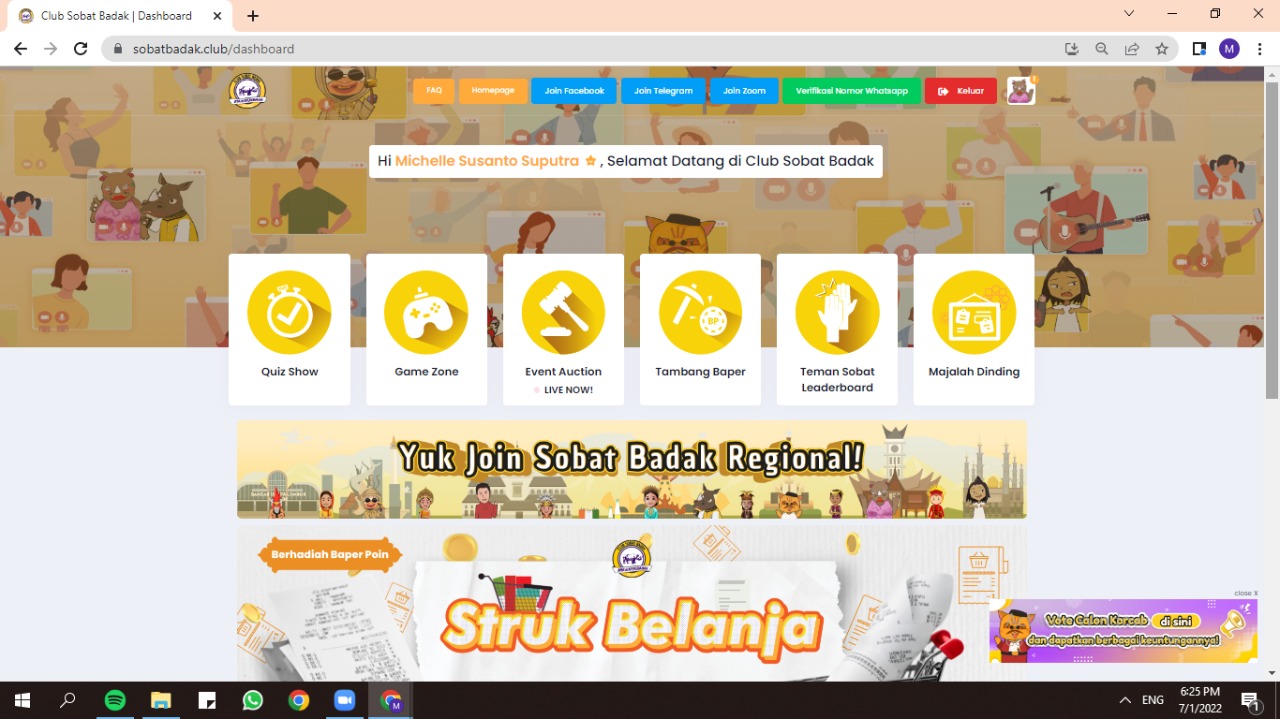 Club Sobat Badak | Dashboard
sobatbadak.club/dashboard
M
FAQ
Homepage
Join Facebook
Join Telegram
Join Zoom
Verifikasi Nomor Whatsapp
Keluar
Hi Michelle Susanto Suputra , Selamat Datang di Club Sobat Badak
BP
Quiz Show
Game Zone
Event Auction
LIVE NOW!
Tambang Baper
Teman Sobat
Leaderboard
Majalah Dinding
Yuk Join Sobat Badak Regional!
Berhadiah Baper Poin
Struk Belanja
close X
Vote Calon Korcab di sini
dan dapatkan berbagai keuntungannya!
M
ENG
6:25 PM
7/1/2022
1